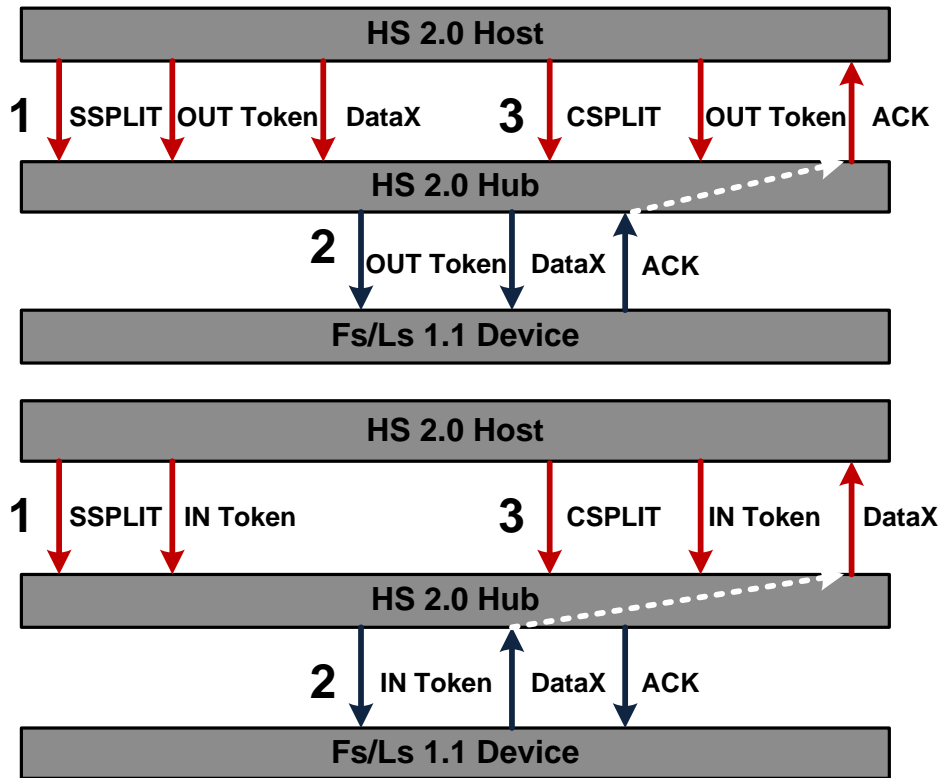 HS 2.0 Host
1 SSPLIT OUT Token DataX 3 CSPLIT OUT Token ACK
HS 2.0 Hub
2 OUT Token DataX ACK
Fs/Ls 1.1 Device
HS 2.0 Host
1 SSPLIT IN Token 3 CSPLIT IN Token DataX
HS 2.0 Hub
2 IN Token DataX ACK
Fs/Ls 1.1 Device